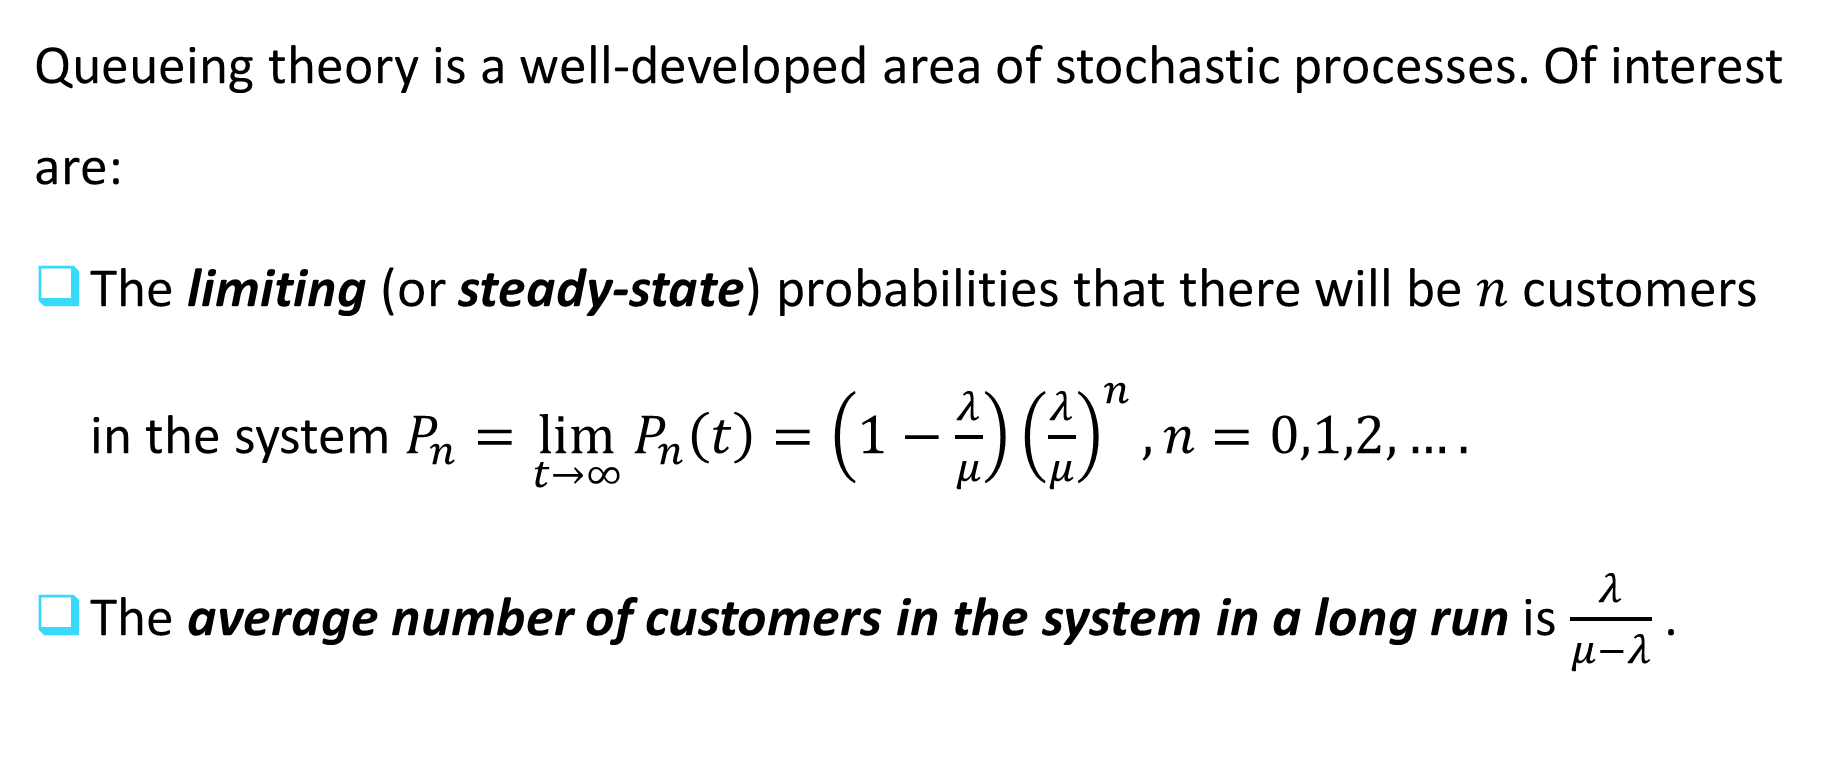 Queueing theory is a well-developed area of stochastic processes. Of interest
are:
❑ The limiting (or steady-state) probabilities that there will be n customers
in the system Pₙ = lim_{t→∞} Pₙ(t) = (1 − λ/μ)(λ/μ)ⁿ, n = 0,1,2, … .
❑ The average number of customers in the system in a long run is λ/(μ−λ) .